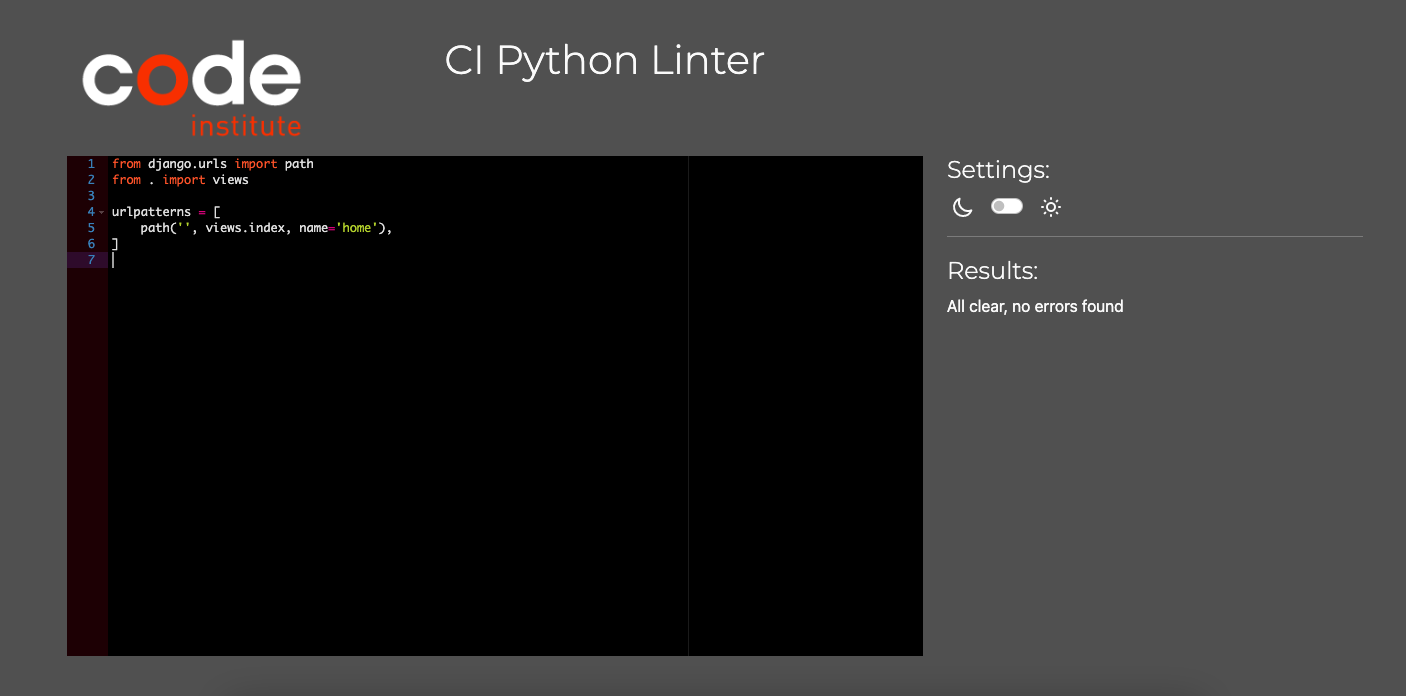 code
institute
CI Python Linter
1 from django.urls import path
2 from . import views
3
4 urlpatterns = [
5     path('', views.index, name='home'),
6 ]
7
Settings:
Results:
All clear, no errors found